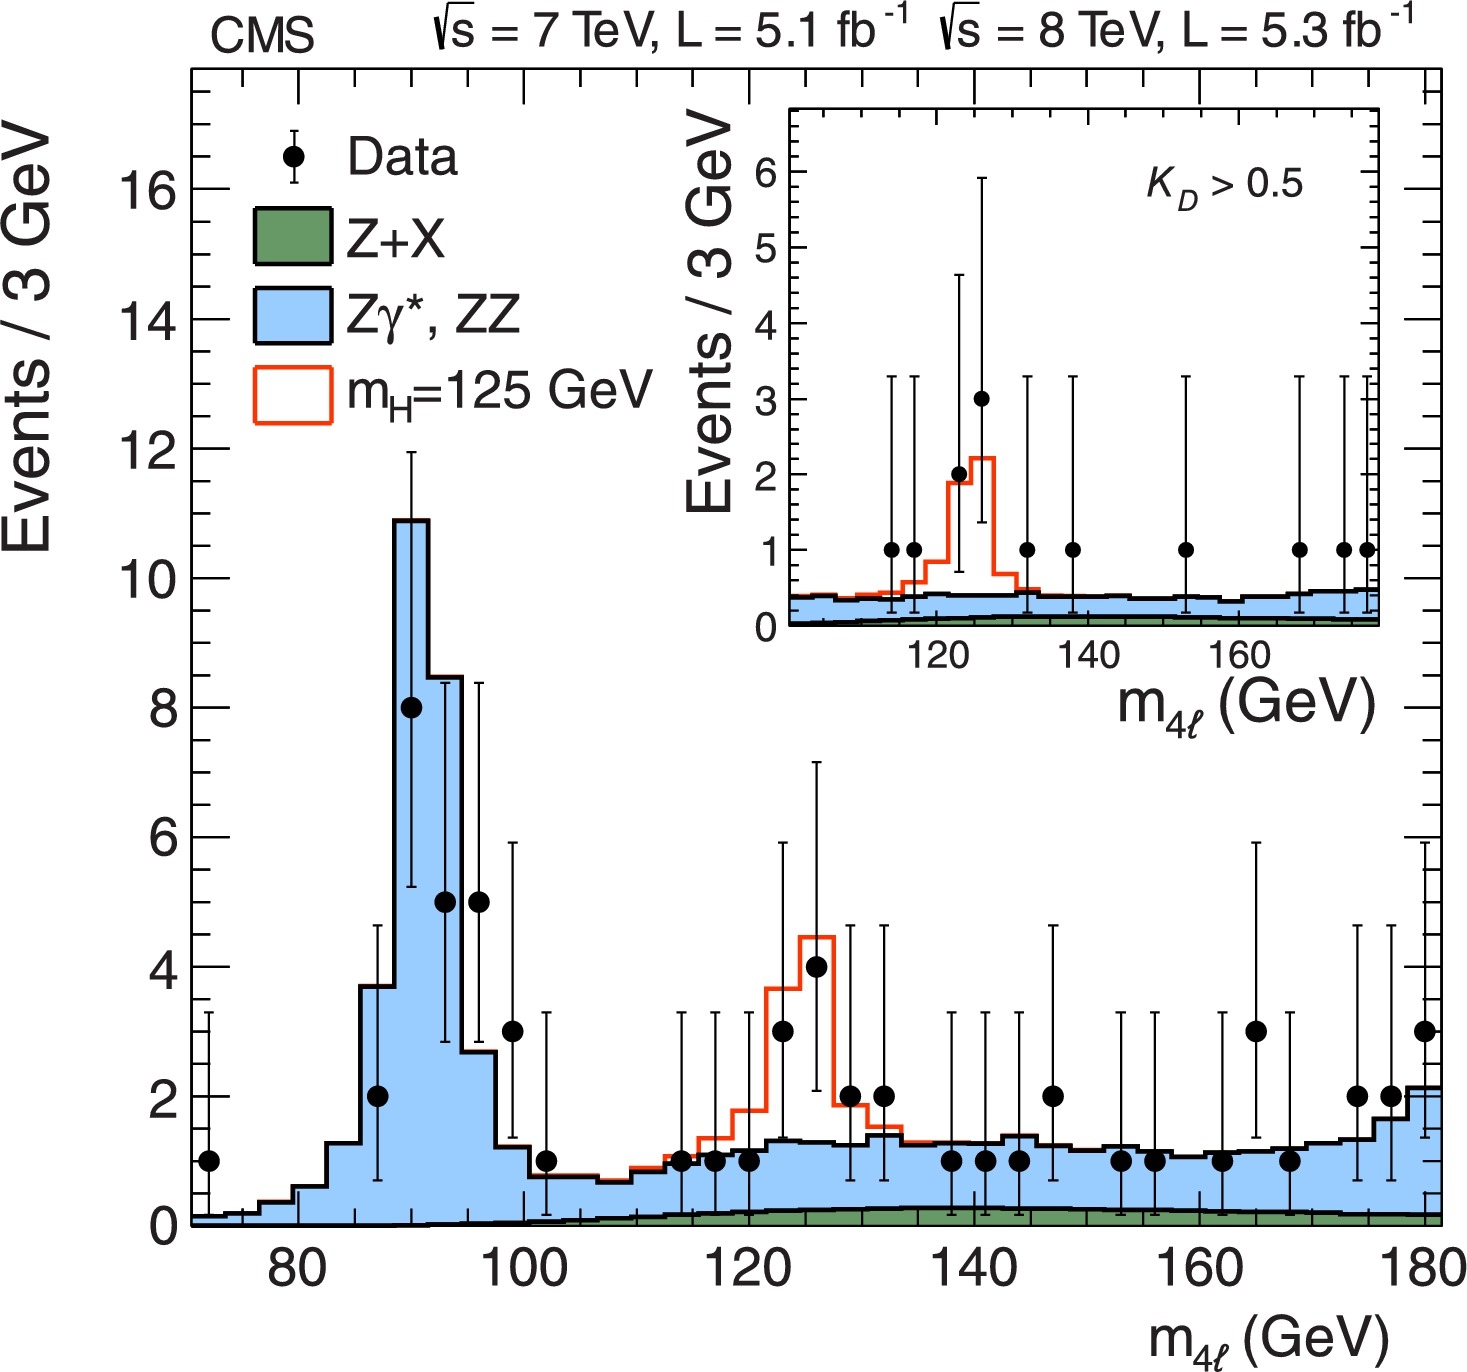 CMS √s = 7 TeV, L = 5.1 fb⁻¹ √s = 8 TeV, L = 5.3 fb⁻¹
Events / 3 GeV
16
14
12
10
8
6
4
2
0
Data
Z+X
Zγ*, ZZ
m_H=125 GeV
80 100 120 140 160 180
m_4ℓ (GeV)
Events / 3 GeV
6
5
4
3
2
1
0
K_D > 0.5
120 140 160
m_4ℓ (GeV)